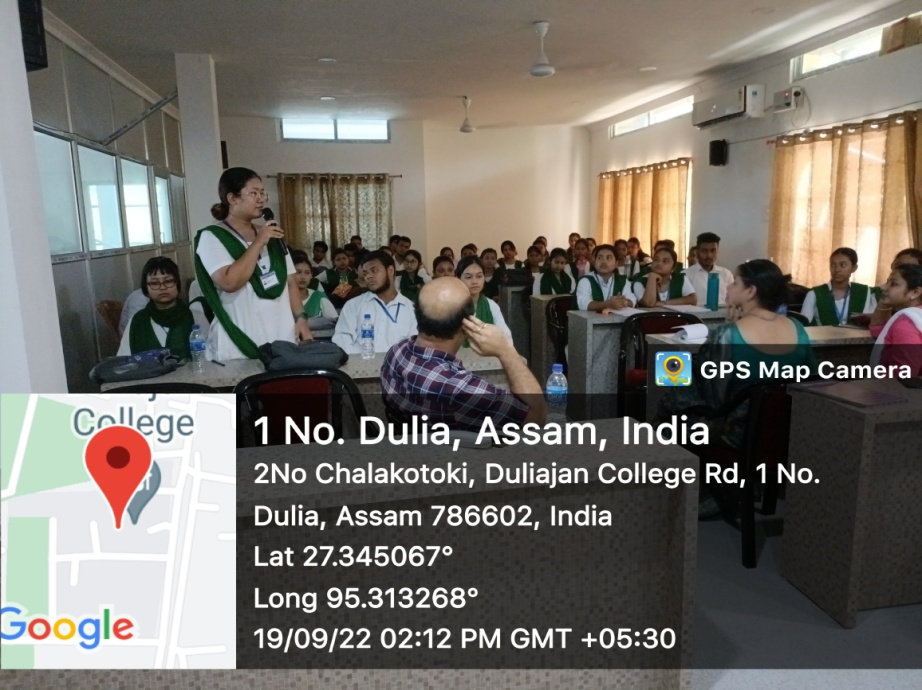 GPS Map Camera
College
Google
1 No. Dulia, Assam, India
2No Chalakotoki, Duliajan College Rd, 1 No.
Dulia, Assam 786602, India
Lat 27.345067°
Long 95.313268°
19/09/22 02:12 PM GMT +05:30